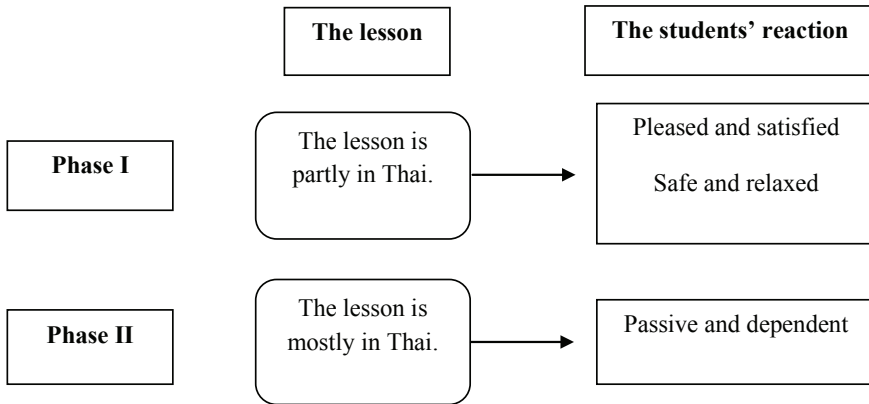 The lesson
The students’ reaction
Phase I
The lesson is
partly in Thai.
Pleased and satisfied
Safe and relaxed
Phase II
The lesson is
mostly in Thai.
Passive and dependent